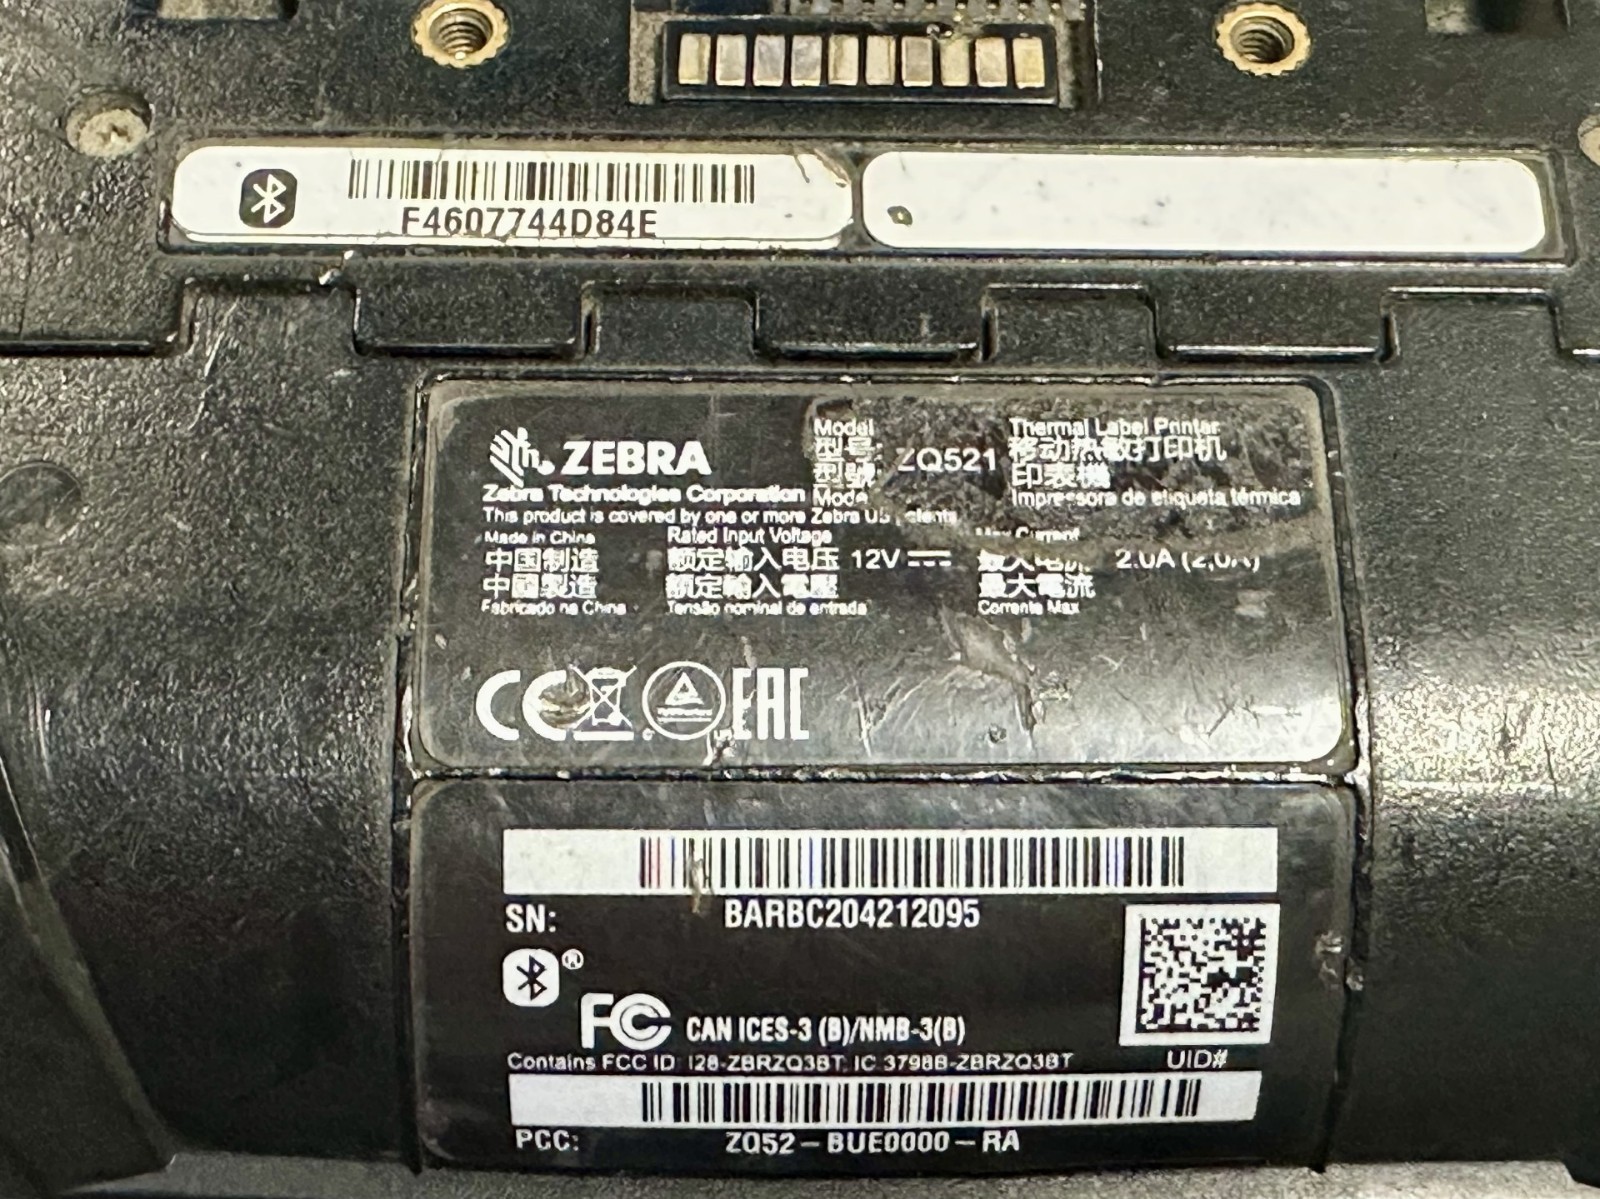 F4607744D84E
ZEBRA
Zebra Technologies Corporation
This product is covered by one or more Zebra US
Model
型号:
型號:
ZQ521
Thermal Label Printer
移动热敏打印机
印表機
Impressora de etiqueta térmica
Made in China
中国制造
中國製造
Fabricado na China
Rated Input Voltage
额定输入电压 12V
額定輸入電壓
Tensão nominal de entrada
Max Current
最大电流 2.0A (2,0A)
最大電流
Corrente Max
CE
EAC
SN: BARBC204212095
®
FC CAN ICES-3 (B)/NMB-3(B)
Contains FCC ID: I28-ZBRZQ3BT, IC 3798B-ZBRZQ3BT
UID#
PCC: ZQ52-BUE0000-RA